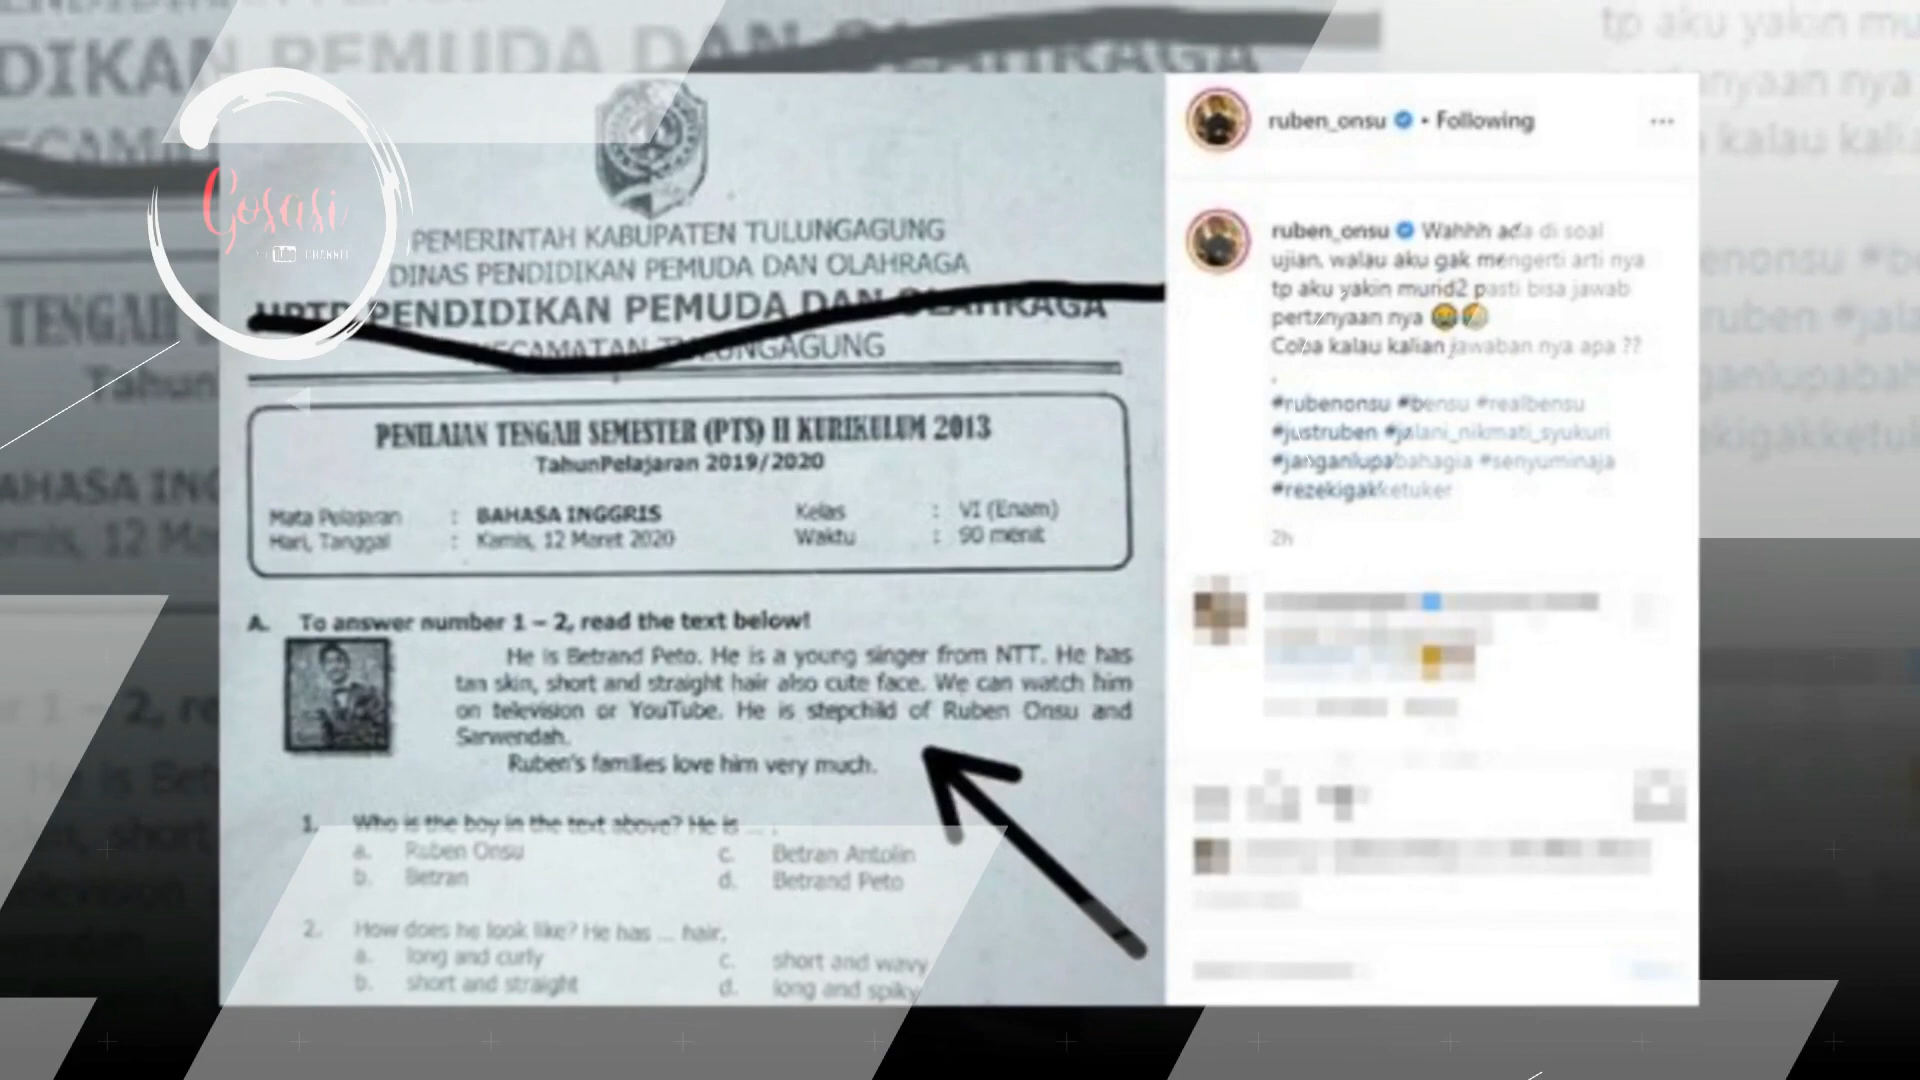 DIKAN PEMUDA DAN OLAHRAGA
Gosasi
CHANNEL
PEMERINTAH KABUPATEN TULUNGAGUNG
DINAS PENDIDIKAN PEMUDA DAN OLAHRAGA
UPTD PENDIDIKAN PEMUDA DAN OLAHRAGA
KECAMATAN TULUNGAGUNG
PENILAIAN TENGAH SEMESTER (PTS) II KURIKULUM 2013
TahunPelajaran 2019/2020
Mata Pelajaran : BAHASA INGGRIS Kelas : VI (Enam)
Hari, Tanggal : Kamis, 12 Maret 2020 Waktu : 90 menit
A. To answer number 1 – 2, read the text below!
He is Betrand Peto. He is a young singer from NTT. He has
tan skin, short and straight hair also cute face. We can watch him
on television or YouTube. He is stepchild of Ruben Onsu and
Sarwendah.
Ruben's families love him very much.
1. Who is the boy in the text above? He is ... .
a. Ruben Onsu c. Betran Antolin
b. Betran d. Betrand Peto
2. How does he look like? He has ... hair.
a. long and curly c. short and wavy
b. short and straight d. long and spiky
ruben_onsu • Following
ruben_onsu Wahhh ada di soal
ujian, walau aku gak mengerti arti nya
tp aku yakin murid2 pasti bisa jawab
pertanyaan nya
Coba kalau kalian jawaban nya apa ??
.
#rubenonsu #bensu #realbensu
#justruben #jalani_nikmati_syukuri
#janganlupabahagia #senyuminaja
#rezekigakketuker
2h